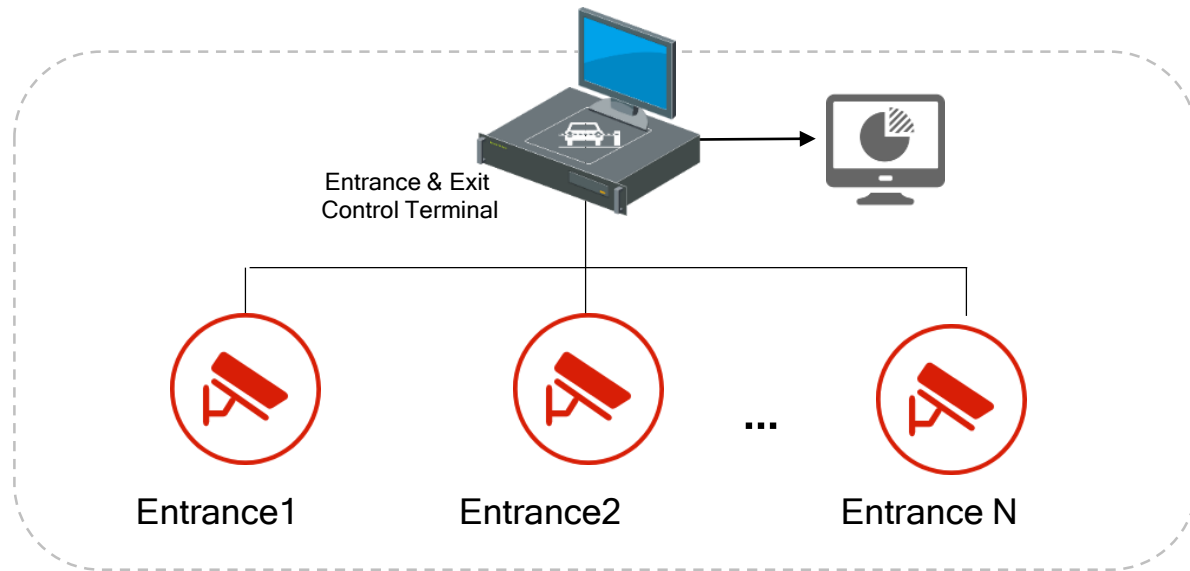 Entrance & Exit
Control Terminal
...
Entrance1
Entrance2
Entrance N